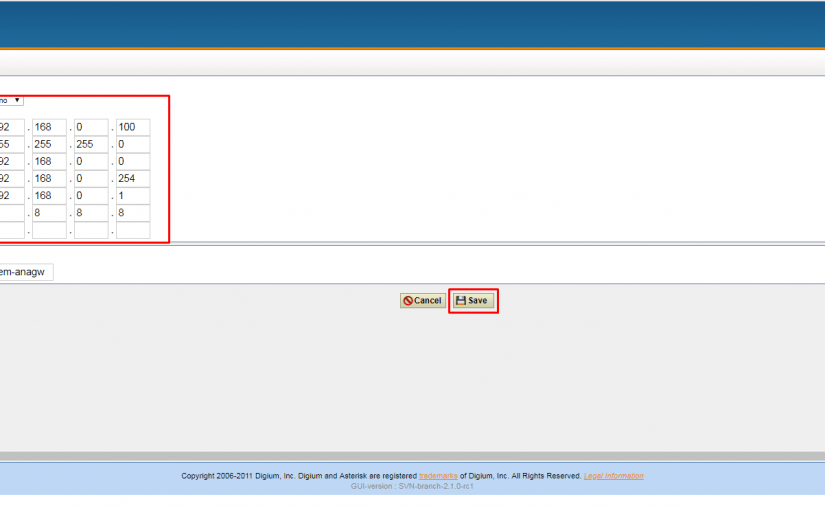 no ▼
92 . 168 . 0 . 100
55 . 255 . 255 . 0
92 . 168 . 0 . 0
92 . 168 . 0 . 254
92 . 168 . 0 . 1
. 8 . 8 . 8
. . .
em-anagw
Cancel Save
Copyright 2006-2011 Digium, Inc. Digium and Asterisk are registered trademarks of Digium, Inc. All Rights Reserved. Legal Information
GUI-version : SVN-branch-2.1.0-rc1